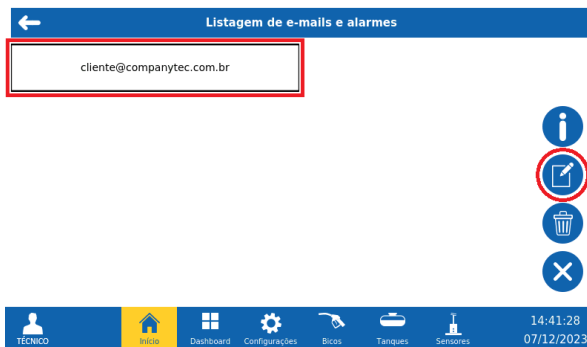 Listagem de e-mails e alarmes
cliente@companytec.com.br
TÉCNICO
Início
Dashboard
Configurações
Bicos
Tanques
Sensores
14:41:28
07/12/2023